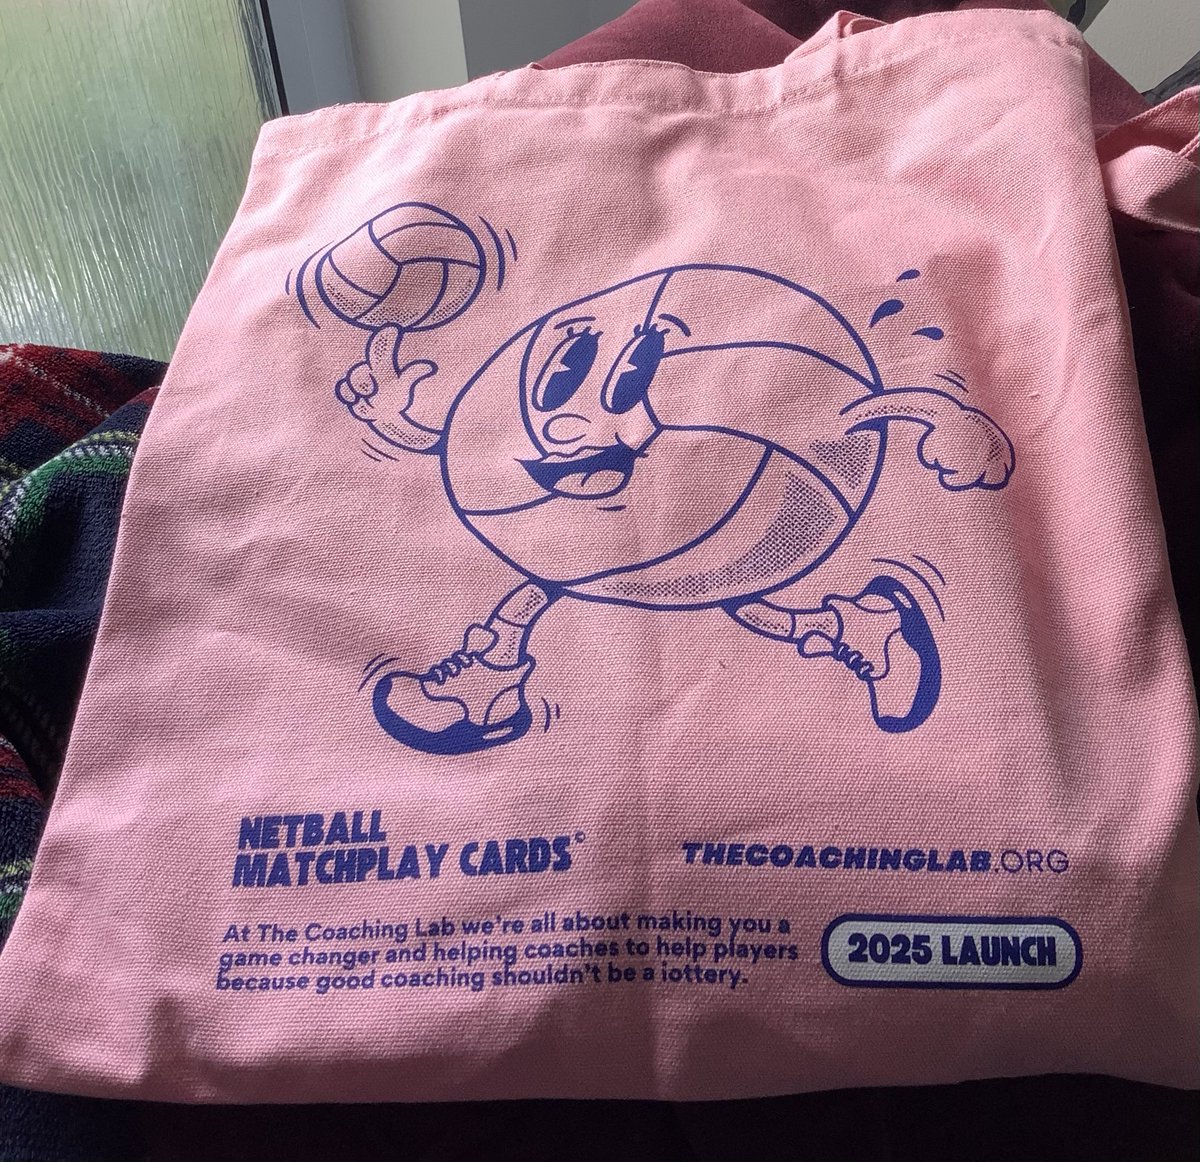 NETBALL
MATCHPLAY CARDS©
THECOACHINGLAB.ORG
At The Coaching Lab we're all about making you a
game changer and helping coaches to help players
because good coaching shouldn't be a iottery.
2025 LAUNCH